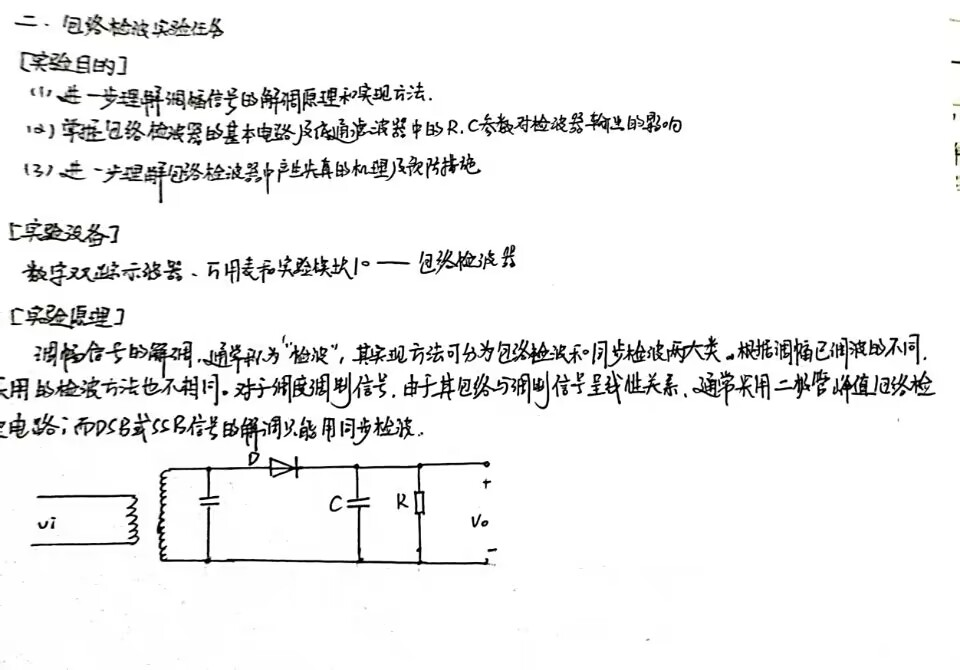 二、包络检波实验任务
[实验目的]
(1) 进一步理解调幅信号的解调原理和实现方法.
(2) 掌握包络检波器的基本电路及低通滤波器中的R、C参数对检波器输出的影响
(3) 进一步理解包络检波器中产生失真的机理及预防措施
[实验设备]
数字双踪示波器、万用表和实验模块10 —— 包络检波器
[实验原理]
调幅信号的解调,通常称为"检波",其实现方法可分为包络检波和同步检波两大类。根据调幅已调波的不同,
采用的检波方法也不相同。对于调度调制信号,由于其包络与调制信号呈线性关系,通常采用二极管峰值包络检
电路;而DSB或SSB信号的解调只能用同步检波.
D
ui
C
R
+
Vo
-